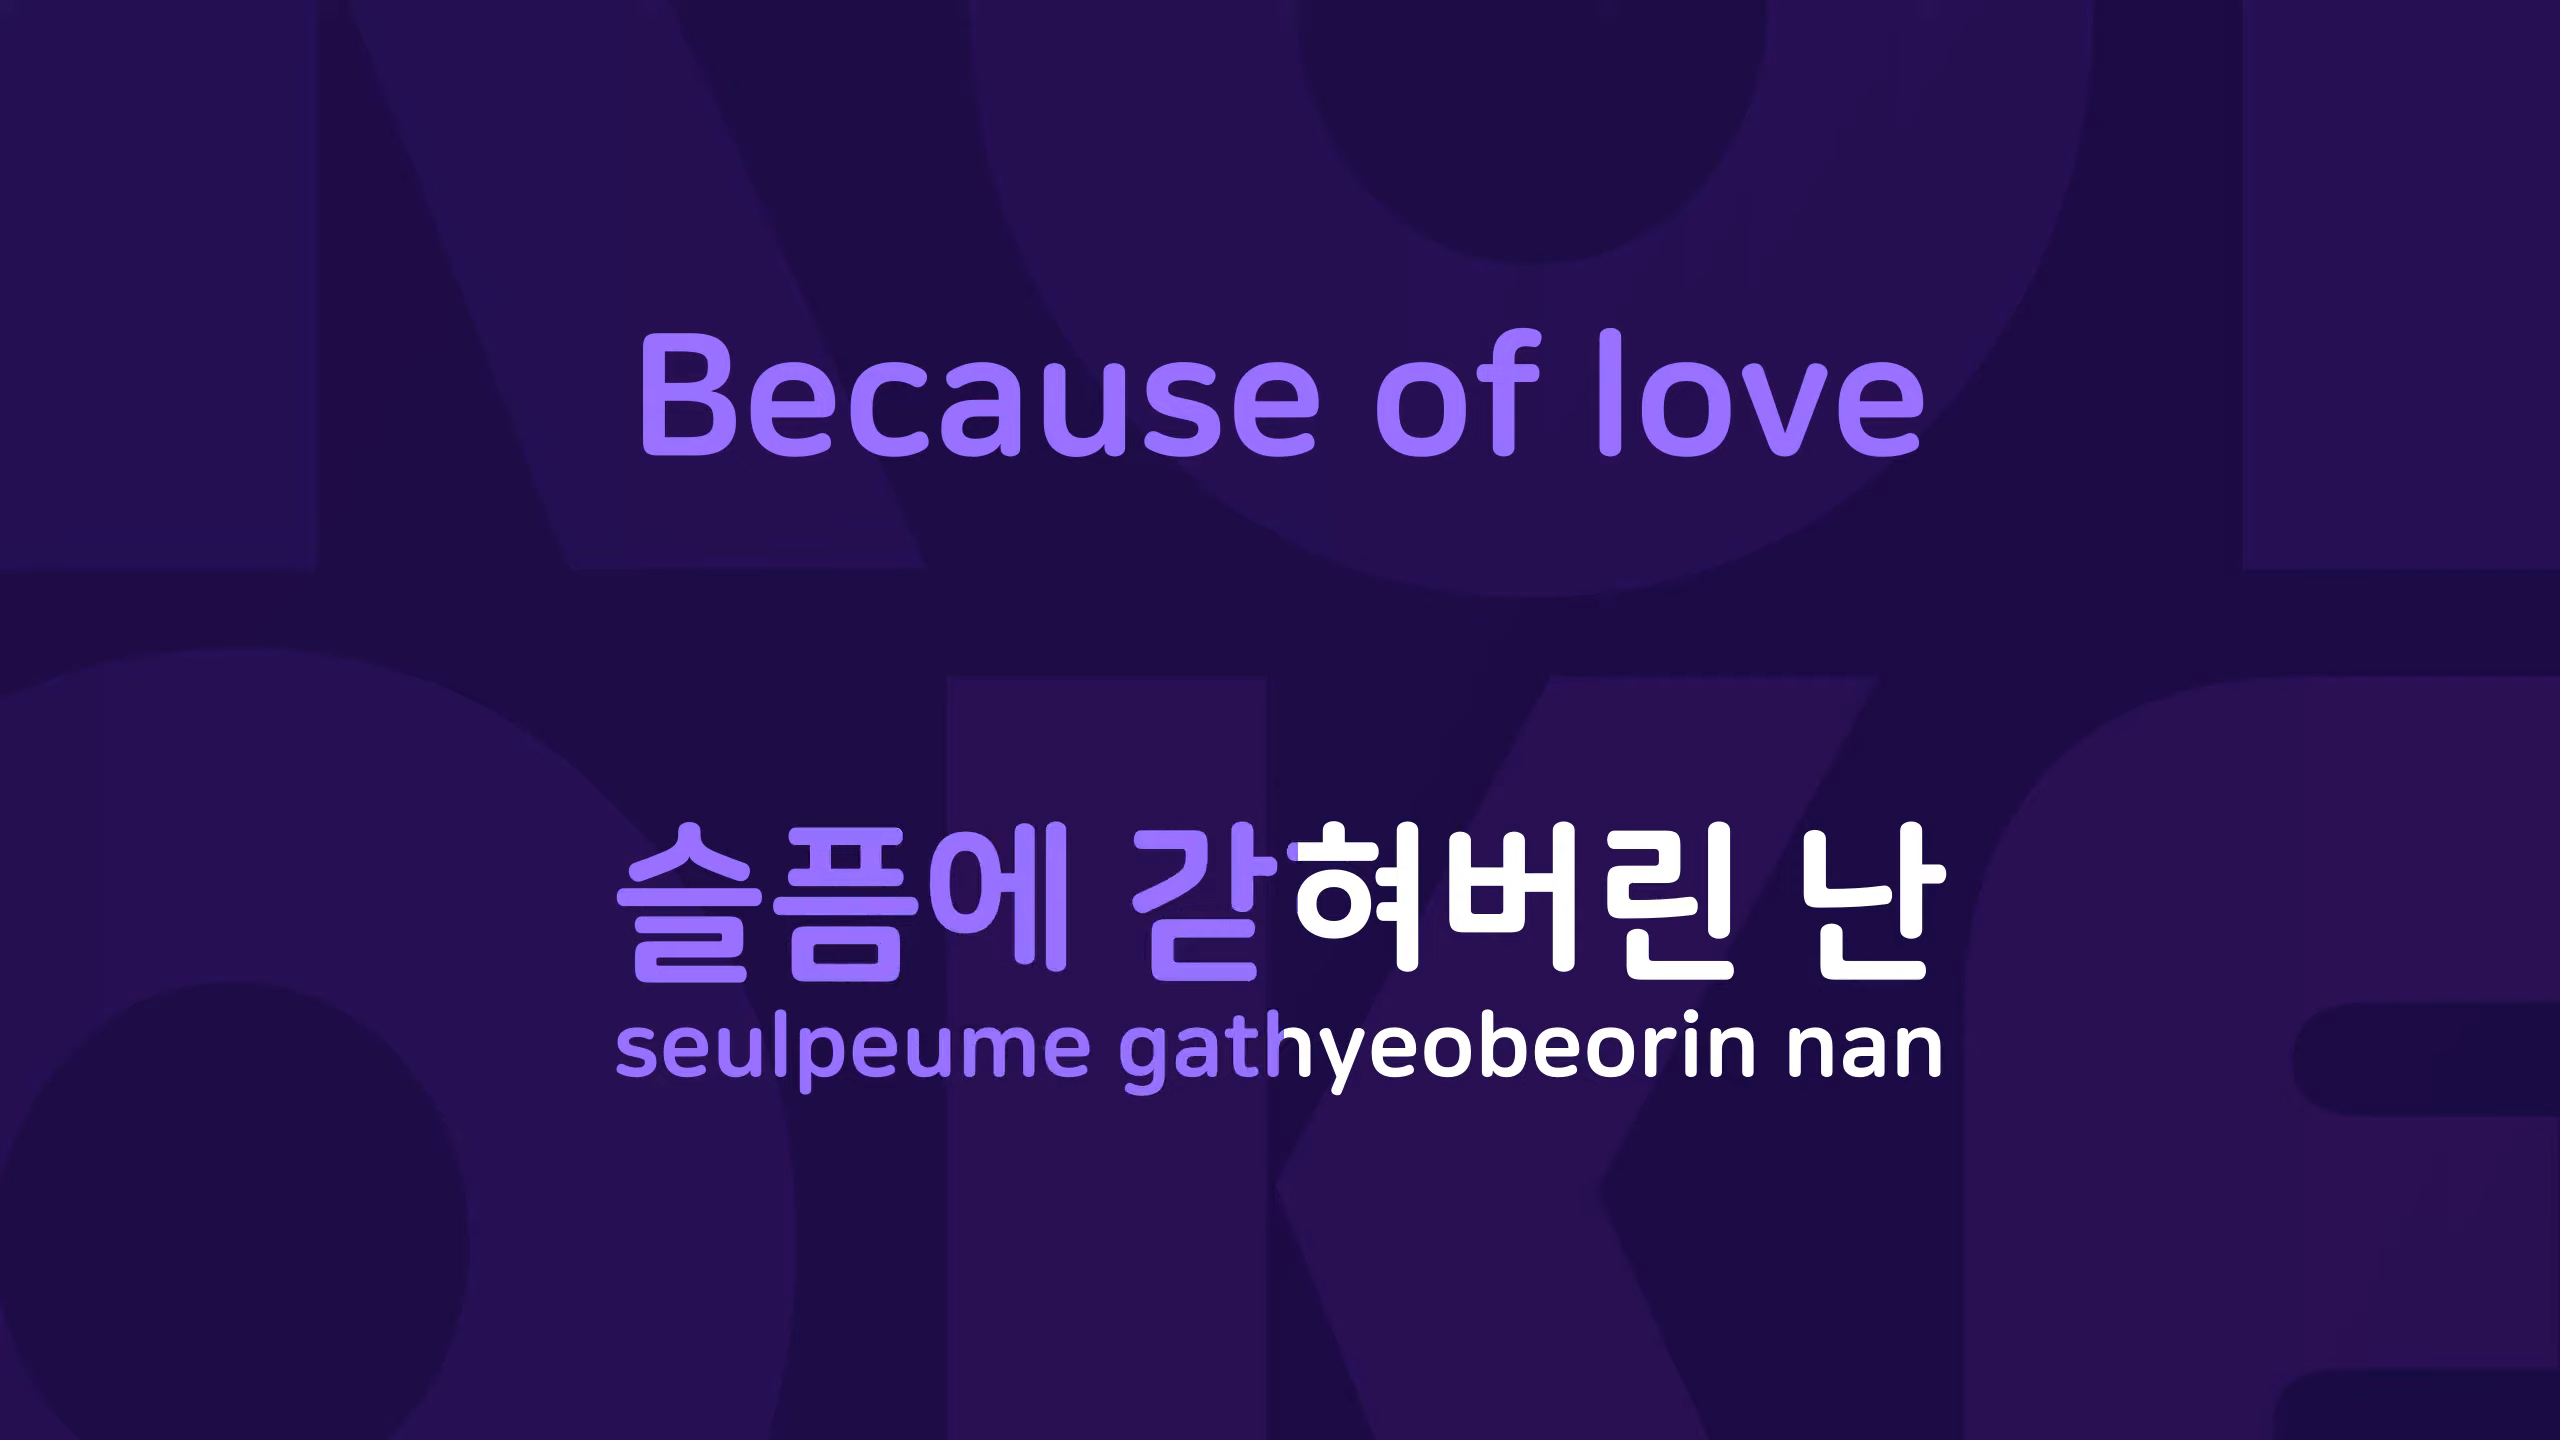 Because of love
슬픔에 갇혀버린 난
seulpeume gathyeobeorin nan